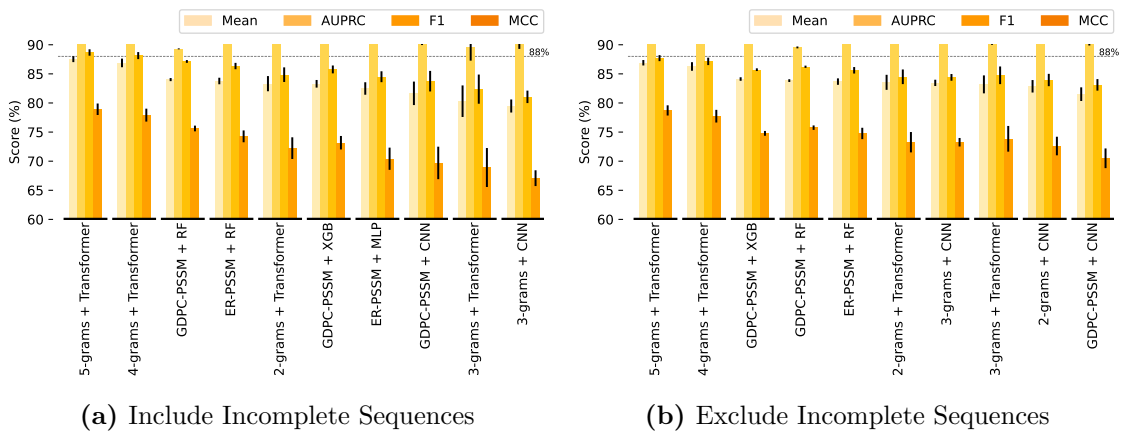 Mean AUPRC F1 MCC
Score (%)
90
85
80
75
70
65
60
88%
5-grams + Transformer
4-grams + Transformer
GDPC-PSSM + RF
ER-PSSM + RF
2-grams + Transformer
GDPC-PSSM + XGB
ER-PSSM + MLP
GDPC-PSSM + CNN
3-grams + Transformer
3-grams + CNN
(a) Include Incomplete Sequences
Mean AUPRC F1 MCC
Score (%)
90
85
80
75
70
65
60
88%
5-grams + Transformer
4-grams + Transformer
GDPC-PSSM + XGB
GDPC-PSSM + RF
ER-PSSM + RF
2-grams + Transformer
3-grams + CNN
3-grams + Transformer
2-grams + CNN
GDPC-PSSM + CNN
(b) Exclude Incomplete Sequences